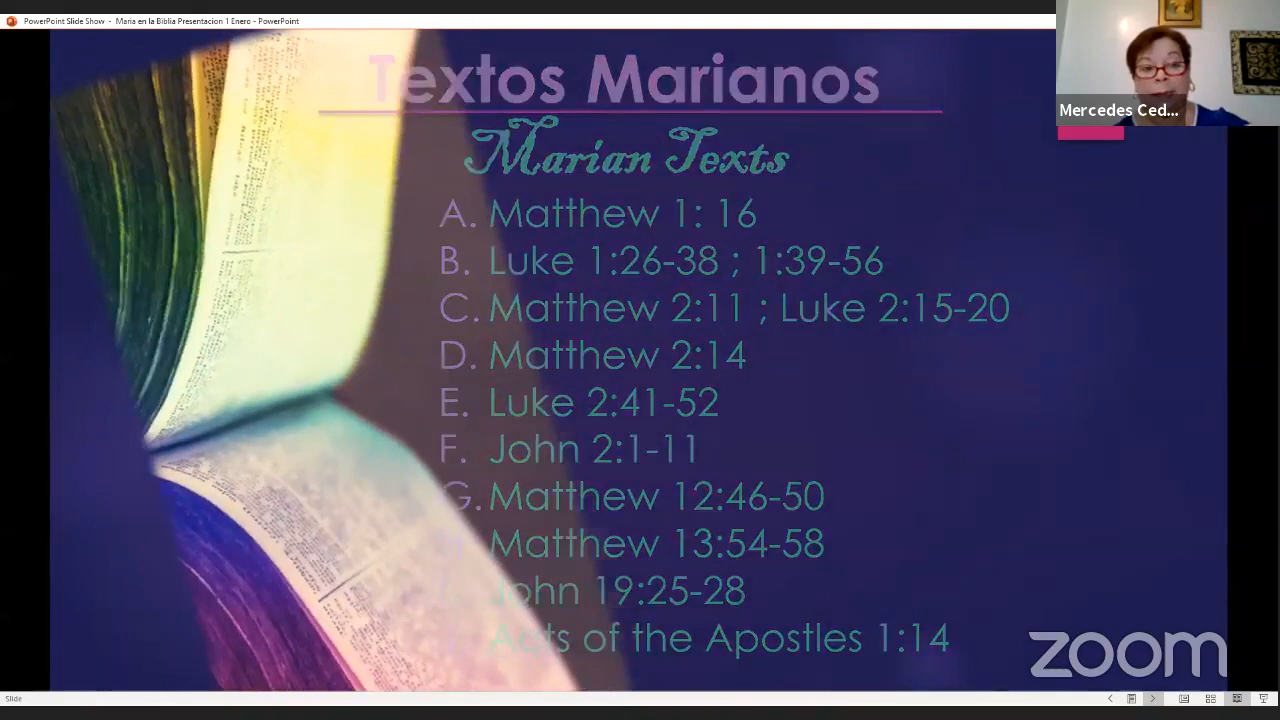 PowerPoint Slide Show - Maria en la Biblia Presentacion 1 Enero - PowerPoint
Mercedes Ced...
Textos Marianos
Marian Texts
A. Matthew 1: 16
B. Luke 1:26-38 ; 1:39-56
C. Matthew 2:11 ; Luke 2:15-20
D. Matthew 2:14
E. Luke 2:41-52
F. John 2:1-11
G. Matthew 12:46-50
Matthew 13:54-58
John 19:25-28
Acts of the Apostles 1:14
zoom
Slide